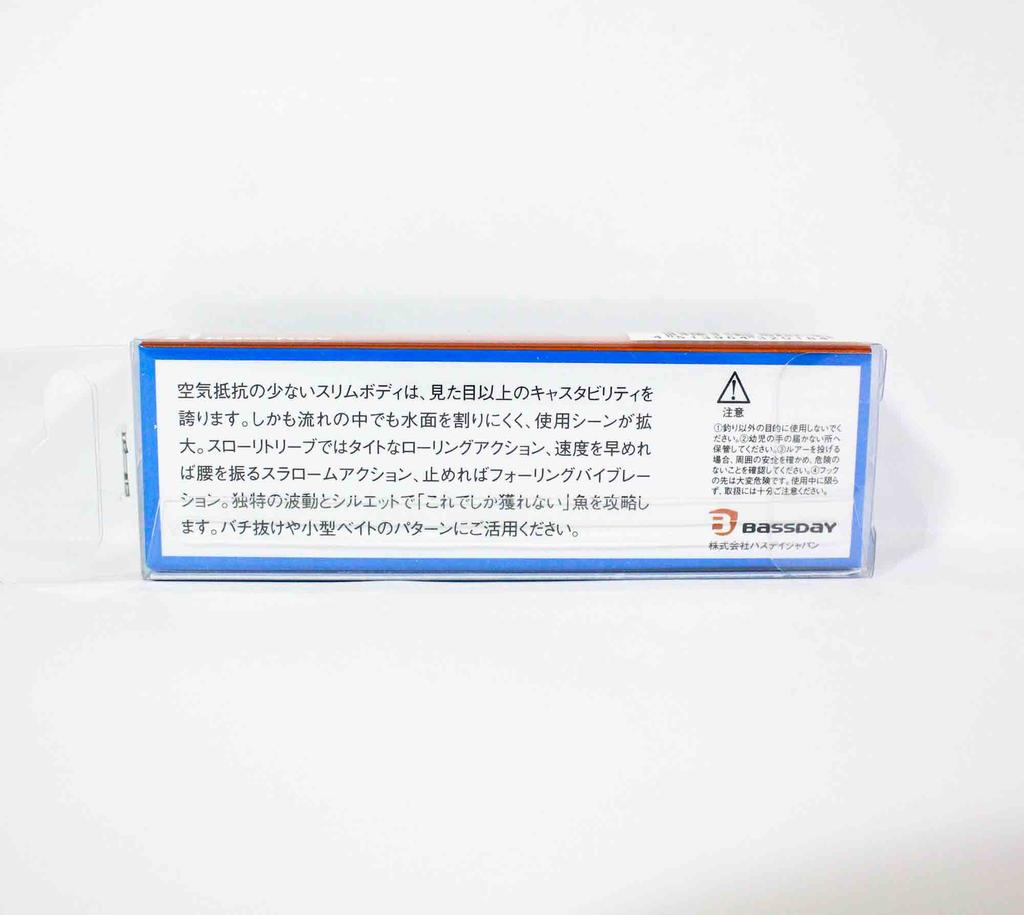 空気抵抗の少ないスリムボディは、見た目以上のキャスタビリティを
誇ります。しかも流れの中でも水面を割りにくく、使用シーンが拡
大。スローリトリーブではタイトなローリングアクション、速度を早めれ
ば腰を振るスラロームアクション、止めればフォーリングバイブレー
ション。独特の波動とシルエットで「これでしか獲れない」魚を攻略し
ます。バチ抜けや小型ベイトのパターンにご活用ください。
注意
①釣り以外の目的に使用しないでく
ださい。②幼児の手の届かない所へ
保管してください。③ルアーを投げる
場合、周囲の安全を確かめ、危険の
ないことを確認してください。④フック
の先は大変危険です。使用中に限ら
ず、取扱には十分ご注意ください。
BASSDAY
株式会社バスデイジャパン